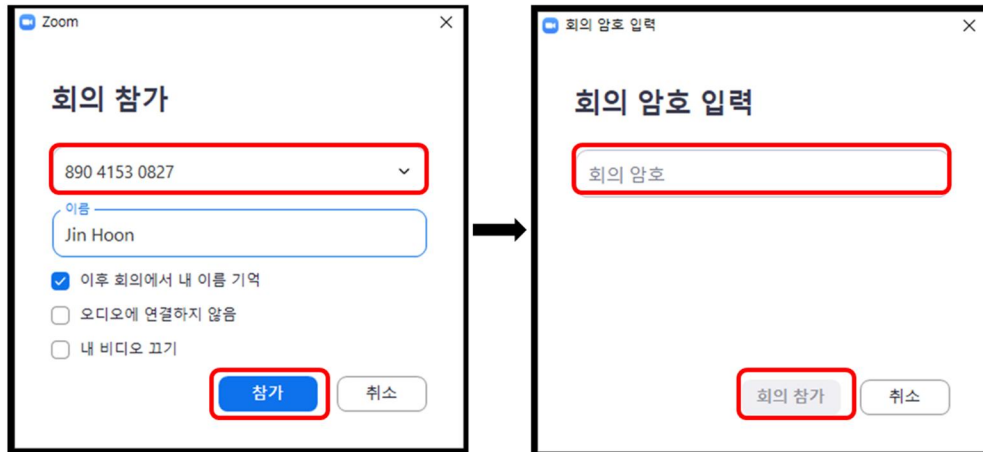 Zoom
회의 참가
890 4153 0827
이름
Jin Hoon
이후 회의에서 내 이름 기억
오디오에 연결하지 않음
내 비디오 끄기
참가
취소
회의 암호 입력
회의 암호 입력
회의 암호
회의 참가
취소